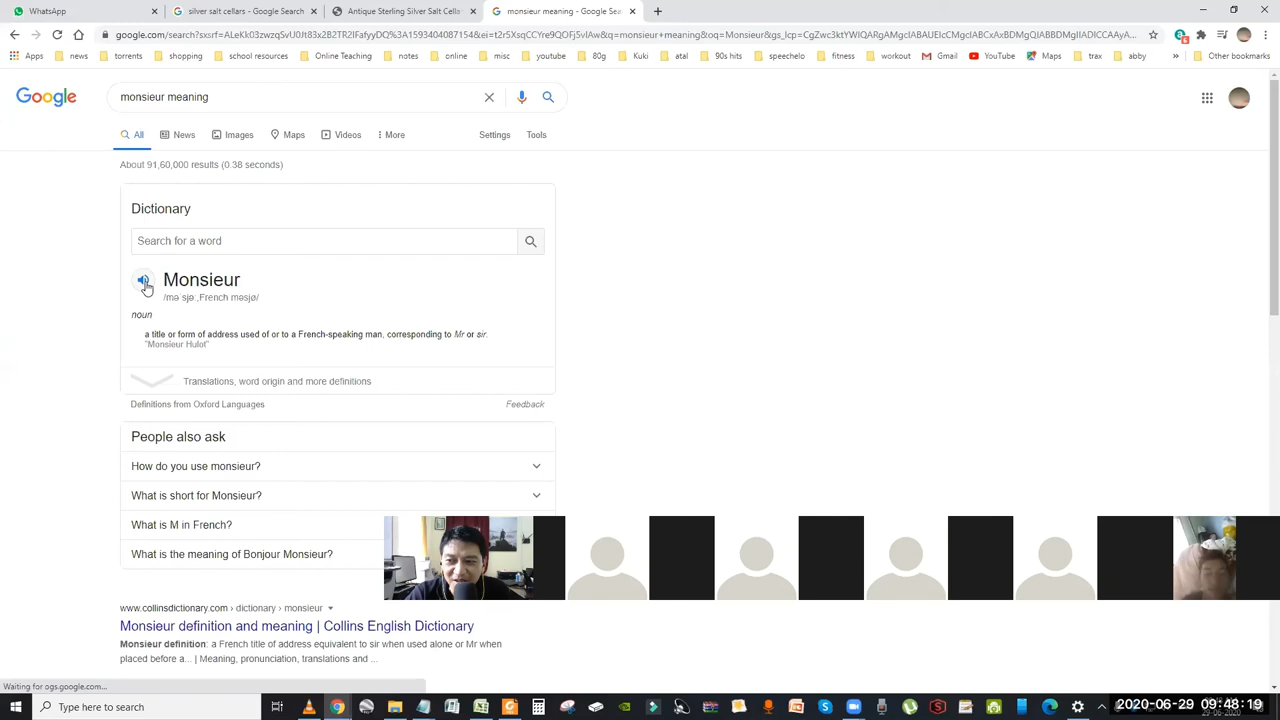 WhatsApp
silver salt cellars - Google Search
Antique Sterling Silver Salt Cellars
monsieur meaning - Google Sea
Apps
news
torrents
shopping
school resources
Online Teaching
notes
online
misc
youtube
80g
Kuki
atal
90s hits
speechelo
fitness
workout
Gmail
YouTube
Maps
trax
abby
Other bookmarks
Google
monsieur meaning
All
News
Images
Maps
Videos
More
Settings
Tools
About 91,60,000 results (0.38 seconds)
Dictionary
Search for a word
Monsieur
/məˈsjəː,French məsjø/
noun
a title or form of address used of or to a French-speaking man, corresponding to Mr or sir.
"Monsieur Hulot"
Translations, word origin and more definitions
Definitions from Oxford Languages
Feedback
People also ask
How do you use monsieur?
What is short for Monsieur?
What is M in French?
What is the meaning of Bonjour Monsieur?
www.collinsdictionary.com › dictionary › monsieur
Monsieur definition and meaning | Collins English Dictionary
Monsieur definition: a French title of address equivalent to sir when used alone or Mr when
placed before a... | Meaning, pronunciation, translations and ...
Waiting for ogs.google.com...
Type here to search
2020-06-29 09:48:19